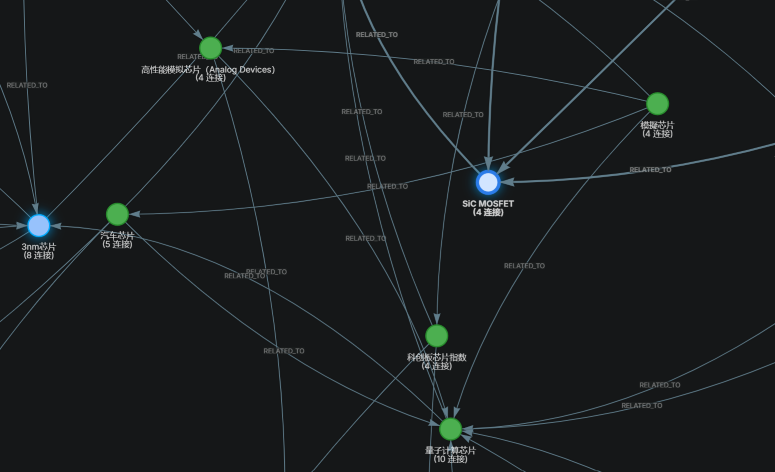 RELATED_TO
RELATED_TO
RELATED_TO
RELATED_TO
高性能模拟芯片（Analog Devices）
(4 连接)
RELATED_TO
RELATED_TO
RELATED_TO
模拟芯片
(4 连接)
RELATED_TO
RELATED_TO
RELATED_TO
SiC MOSFET
(4 连接)
汽车芯片
(5 连接)
RELATED_TO
3nm芯片
(8 连接)
RELATED_TO
RELATED_TO
RELATED_TO
RELATED_TO
科创板芯片指数
(4 连接)
RELATED_TO
RELATED_TO
量子计算芯片
(10 连接)